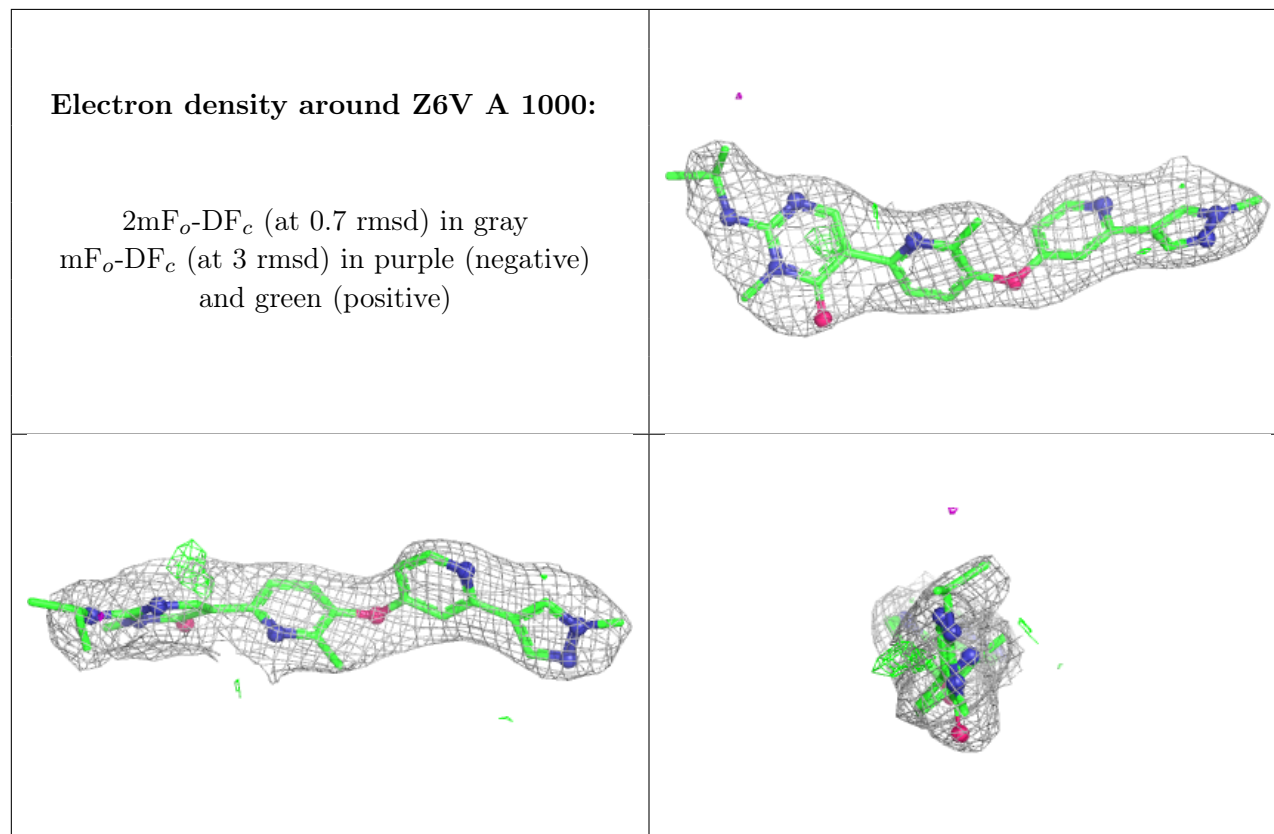 Electron density around Z6V A 1000:
2mFo-DFc (at 0.7 rmsd) in gray
mFo-DFc (at 3 rmsd) in purple (negative)
and green (positive)